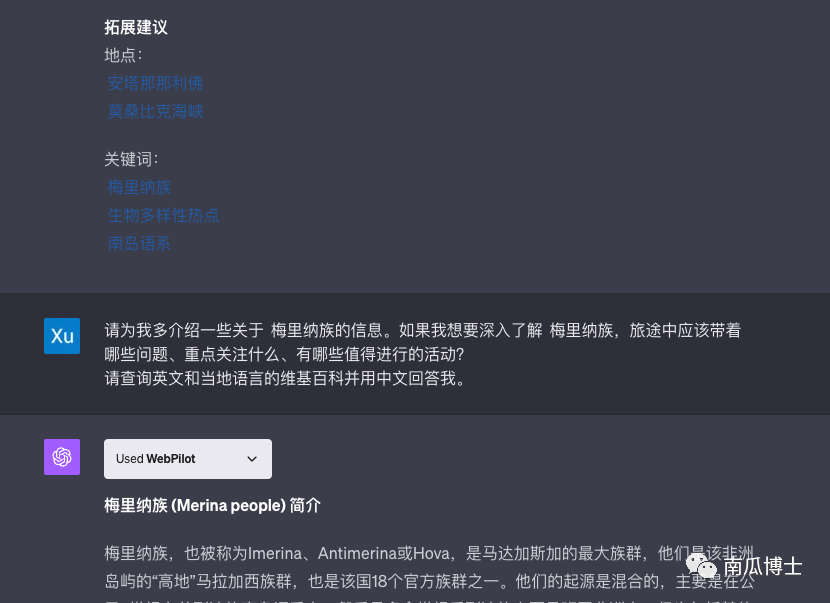 拓展建议
地点:
安塔那那利佛
莫桑比克海峡
关键词:
梅里纳族
生物多样性热点
南岛语系
Xu
请为我多介绍一些关于 梅里纳族的信息。如果我想要深入了解 梅里纳族，旅途中应该带着
哪些问题、重点关注什么、有哪些值得进行的活动?
请查询英文和当地语言的维基百科并用中文回答我。
Used WebPilot
梅里纳族 (Merina people) 简介
梅里纳族，也被称为Imerina、Antimerina或Hova，是马达加斯加的最大族群，他们是该非洲
岛屿的“高地”马拉加西族群，也是该国18个官方族群之一。他们的起源是混合的，主要是在公
南瓜博士